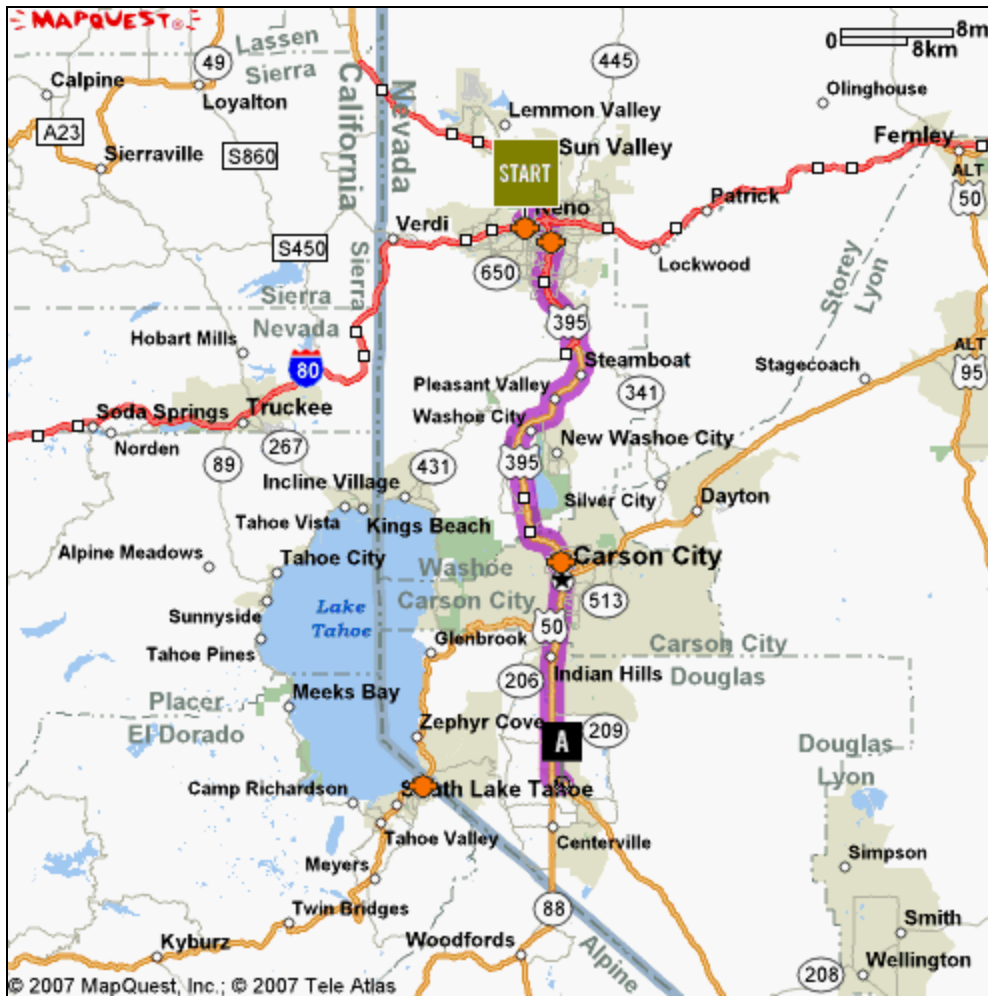 MAPQUEST®
Lassen
Sierra
49
Calpine
Loyalton
A23
S860
Sierraville
California
Nevada
0
8mi
8km
445
Olinghouse
Lemmon Valley
Sun Valley
START
Reno
Fernley
ALT
50
Patrick
Verdi
S450
Sierra
650
Lockwood
Storey
Lyon
Sierra
Nevada
Hobart Mills
395
Steamboat
Stagecoach
ALT
95
80
Pleasant Valley
341
Soda Springs
Truckee
Washoe City
Norden
267
89
431
395
New Washoe City
Incline Village
Silver City
Dayton
Tahoe Vista
Kings Beach
Alpine Meadows
Tahoe City
Washoe
Carson City
Carson City
513
Sunnyside
Lake
Tahoe
50
Glenbrook
Carson City
Douglas
Tahoe Pines
206
Indian Hills
Meeks Bay
Placer
El Dorado
Zephyr Cove
A
209
Douglas
Lyon
Camp Richardson
South Lake Tahoe
Tahoe Valley
Centerville
Meyers
Simpson
Twin Bridges
88
Smith
Kyburz
Woodfords
Alpine
Wellington
208
© 2007 MapQuest, Inc.; © 2007 Tele Atlas